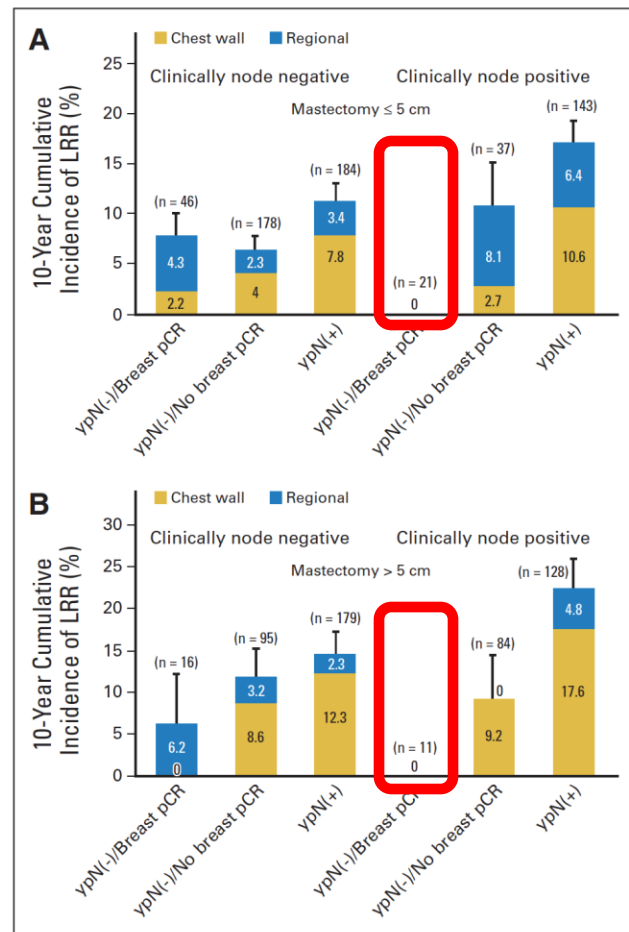 A
Chest wall Regional
Clinically node negative Clinically node positive
Mastectomy ≤ 5 cm
10-Year Cumulative
Incidence of LRR (%)
25
20
15
10
5
0
(n = 46)
4.3
2.2
(n = 178)
2.3
4
(n = 184)
3.4
7.8
(n = 21)
0
(n = 37)
8.1
2.7
(n = 143)
6.4
10.6
ypN(-)/Breast pCR
ypN(-)/No breast pCR
ypN(+)
ypN(-)/Breast pCR
ypN(-)/No breast pCR
ypN(+)
B
Chest wall Regional
Clinically node negative Clinically node positive
Mastectomy > 5 cm
10-Year Cumulative
Incidence of LRR (%)
30
25
20
15
10
5
0
(n = 16)
6.2
0
(n = 95)
3.2
8.6
(n = 179)
2.3
12.3
(n = 11)
0
(n = 84)
0
9.2
(n = 128)
4.8
17.6
ypN(-)/Breast pCR
ypN(-)/No breast pCR
ypN(+)
ypN(-)/Breast pCR
ypN(-)/No breast pCR
ypN(+)